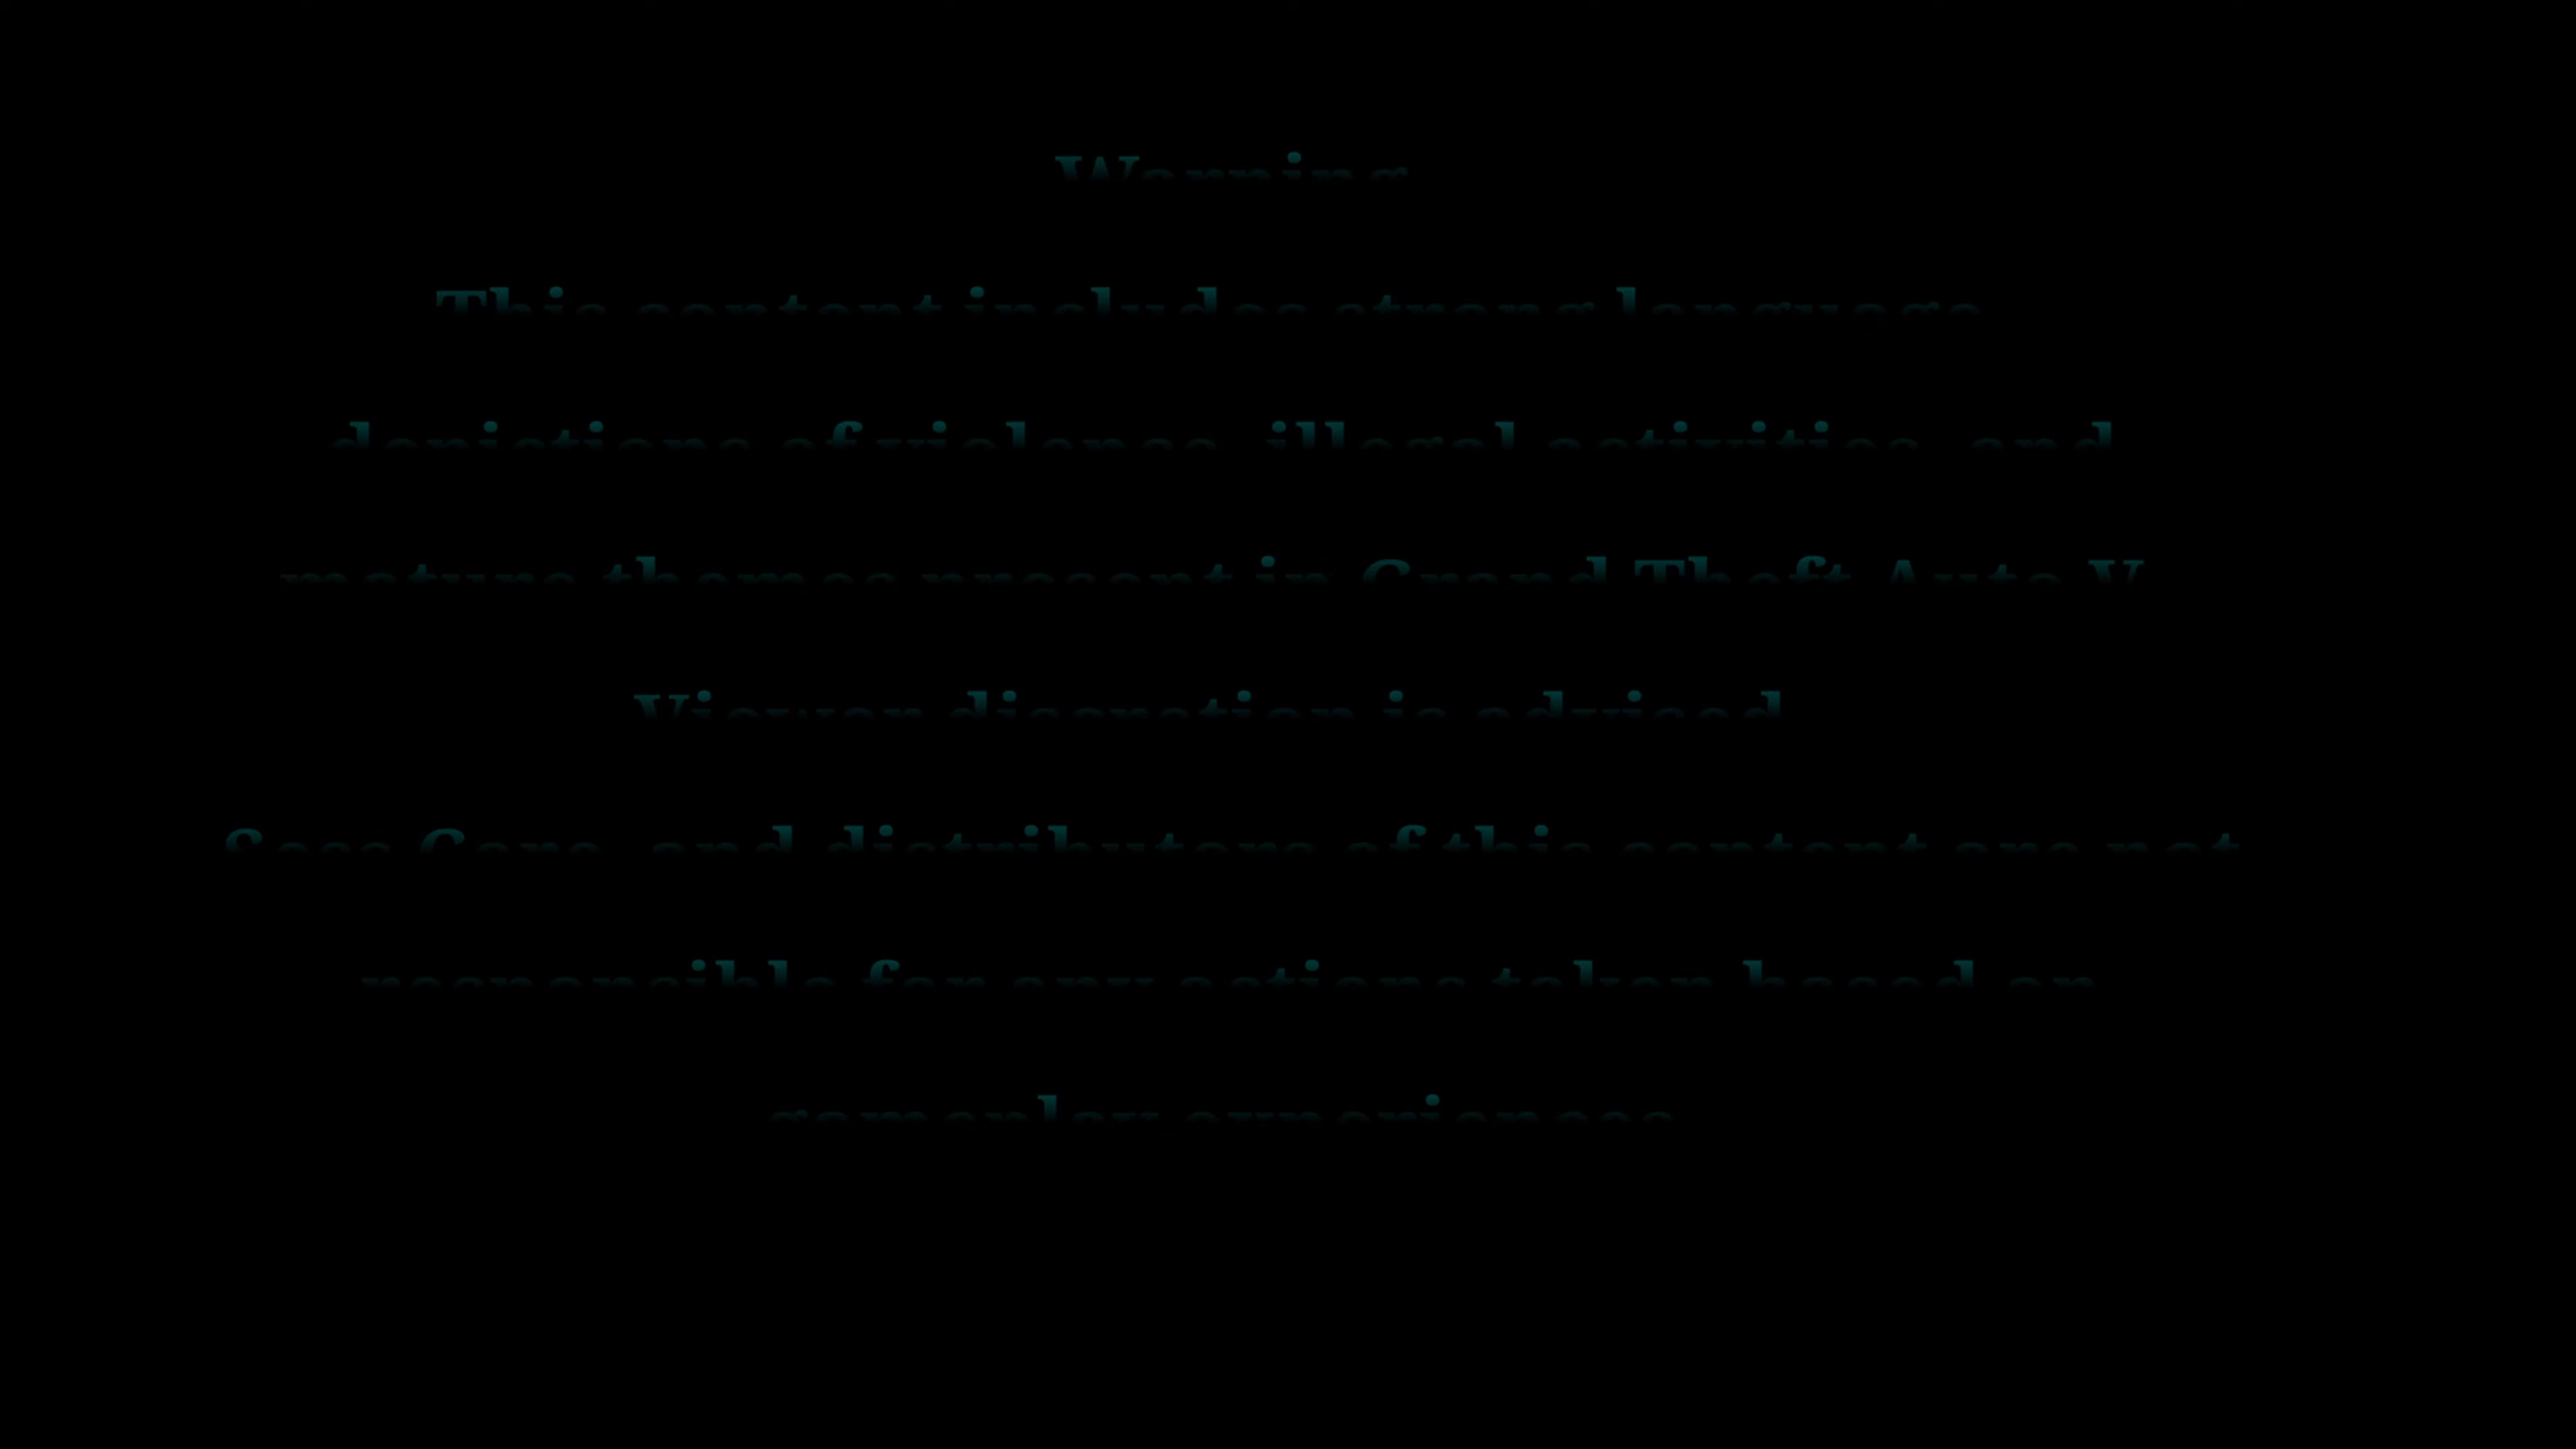 Warning
This content includes strong language
depictions of violence, illegal activities, and
mature themes present in Grand Theft Auto V
Viewer discretion is advised
and distributors of this content are not
responsible for any actions taken based on
gameplay experiences